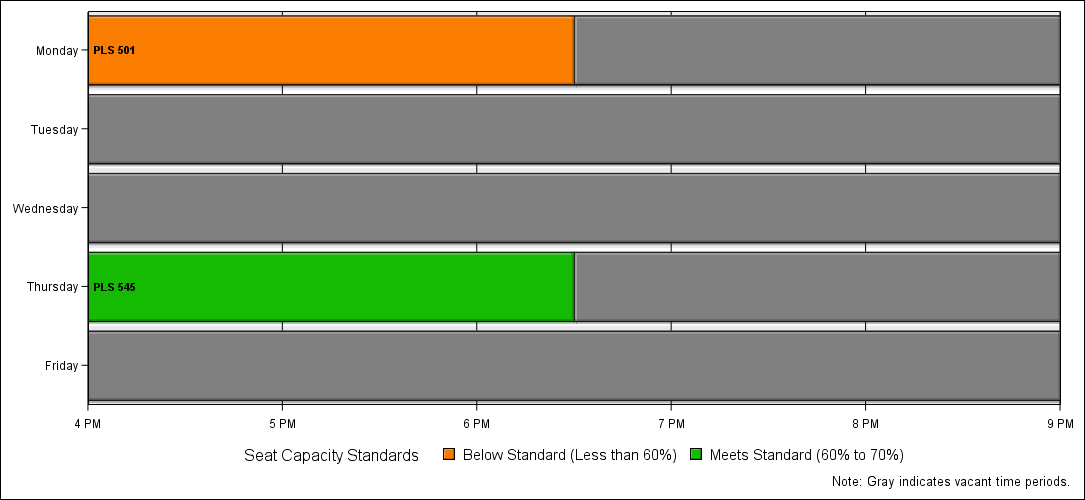 Monday
PLS 501
Tuesday
Wednesday
Thursday
PLS 545
Friday
4 PM 5 PM 6 PM 7 PM 8 PM 9 PM
Seat Capacity Standards Below Standard (Less than 60%) Meets Standard (60% to 70%)
Note: Gray indicates vacant time periods.